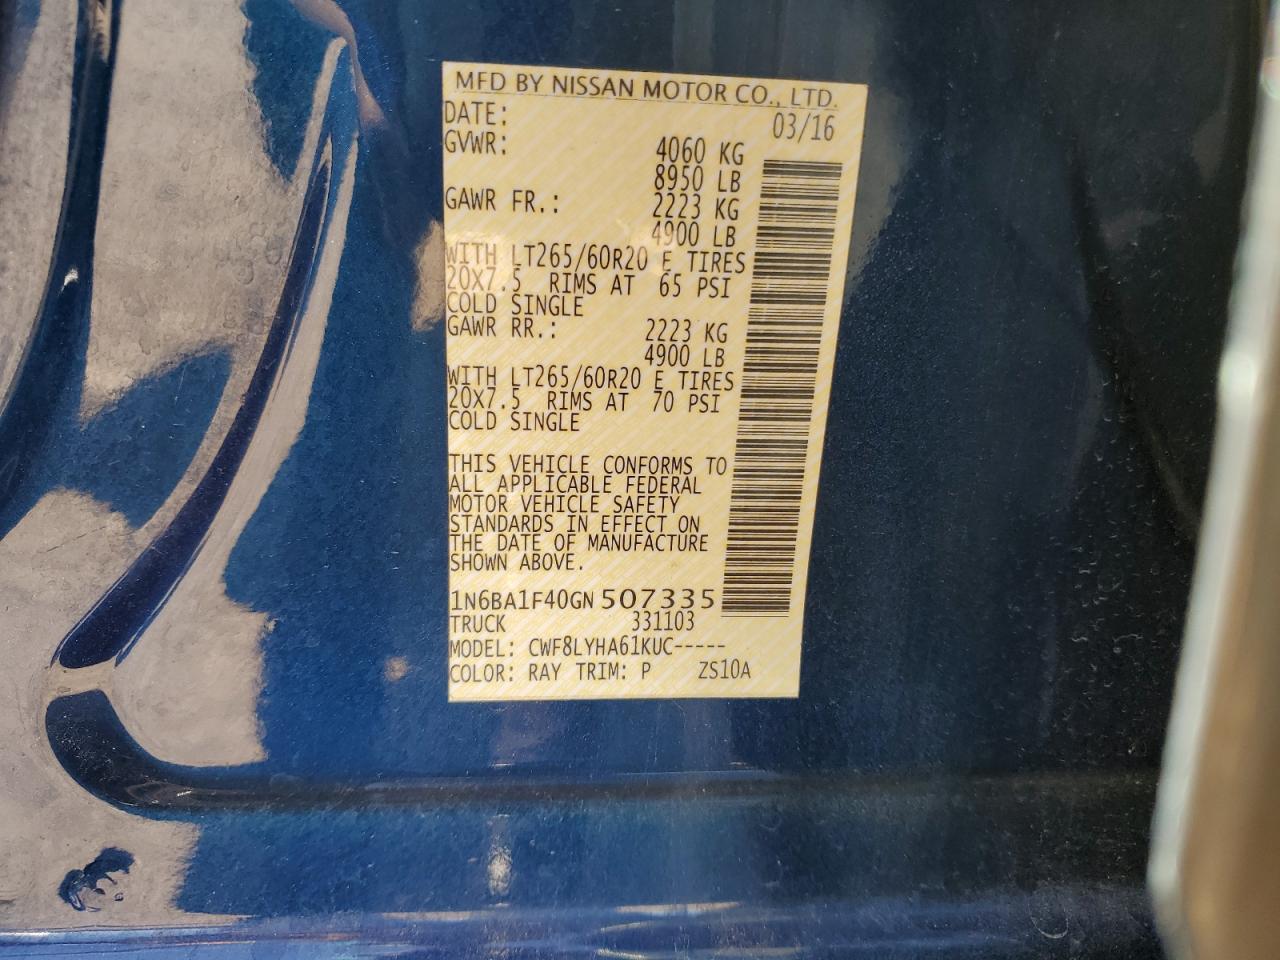 MFD BY NISSAN MOTOR CO., LTD.
DATE: 03/16
GVWR: 4060 KG
8950 LB
GAWR FR.: 2223 KG
4900 LB
WITH LT265/60R20 E TIRES
20X7.5 RIMS AT 65 PSI
COLD SINGLE
GAWR RR.: 2223 KG
4900 LB
WITH LT265/60R20 E TIRES
20X7.5 RIMS AT 70 PSI
COLD SINGLE
THIS VEHICLE CONFORMS TO
ALL APPLICABLE FEDERAL
MOTOR VEHICLE SAFETY
STANDARDS IN EFFECT ON
THE DATE OF MANUFACTURE
SHOWN ABOVE.
1N6BA1F40GN507335
TRUCK 331103
MODEL: CWF8LYHA61KUC-----
COLOR: RAY TRIM: P ZS10A